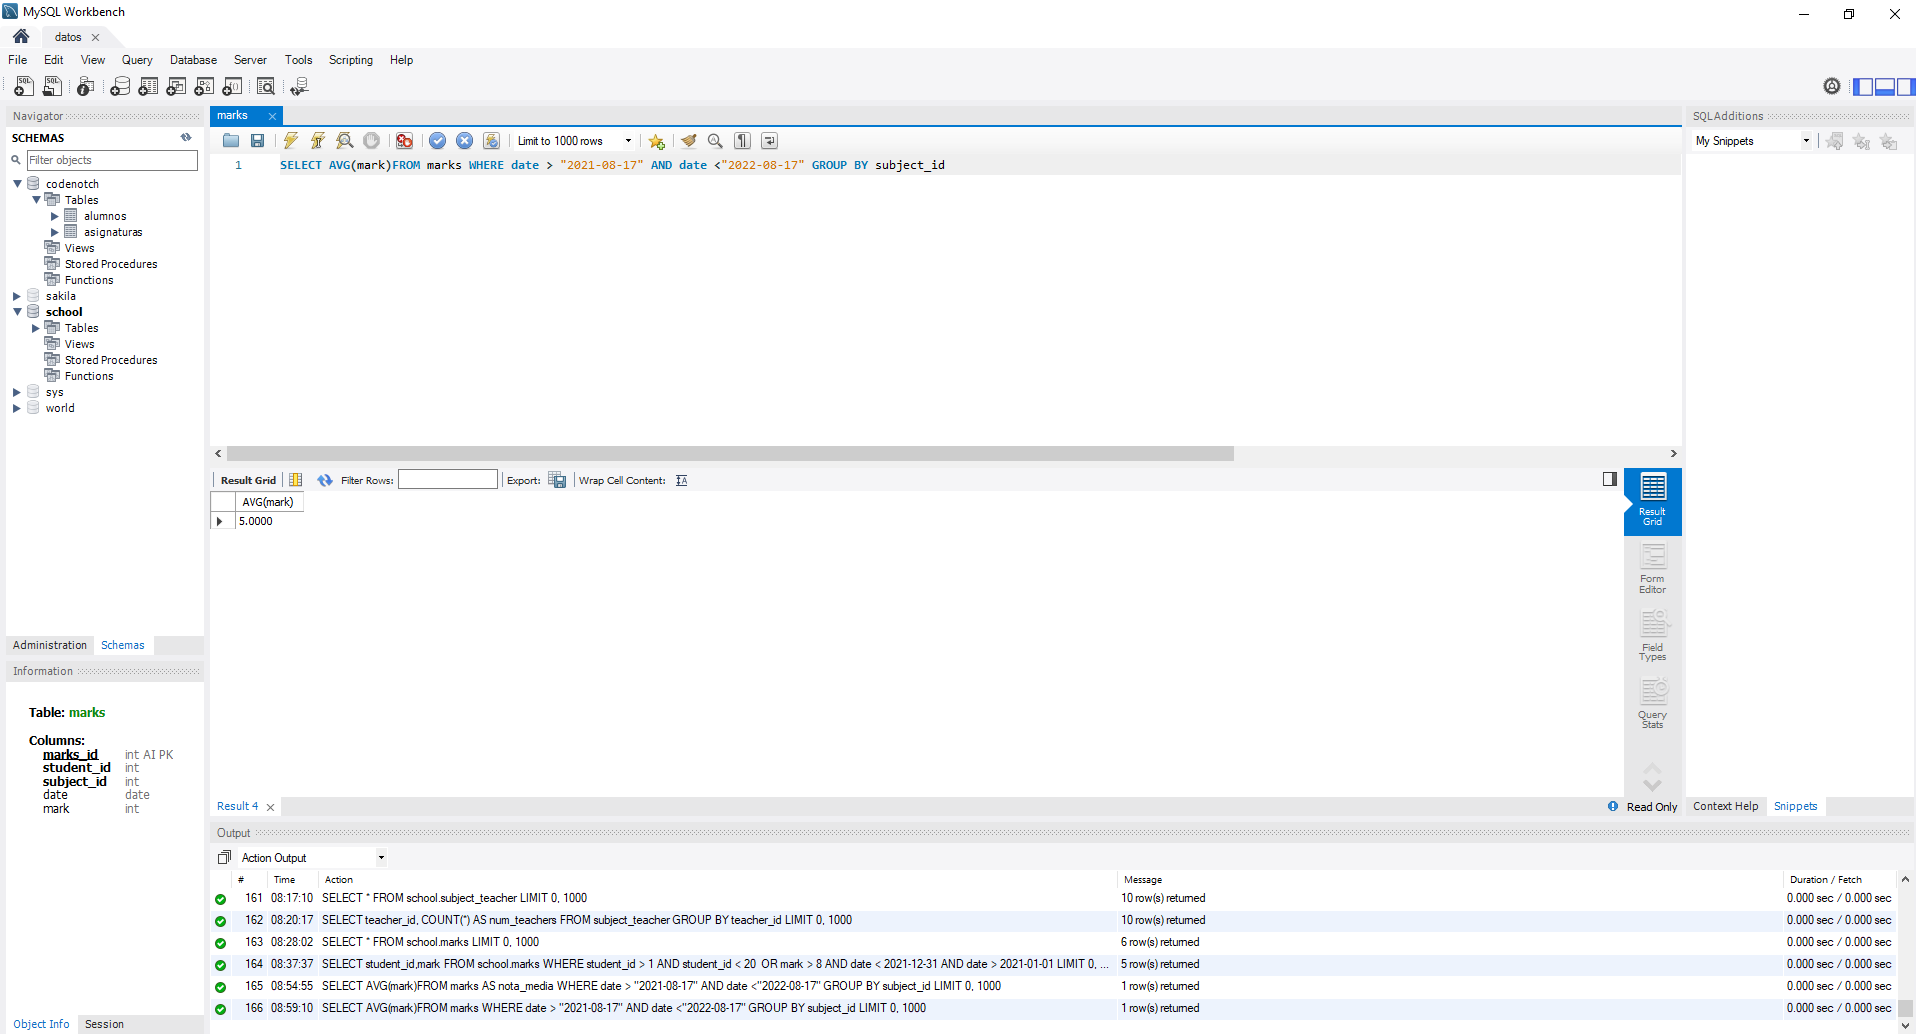 MySQL Workbench
datos
File Edit View Query Database Server Tools Scripting Help
Navigator
SCHEMAS
Filter objects
codenotch
Tables
alumnos
asignaturas
Views
Stored Procedures
Functions
sakila
school
Tables
Views
Stored Procedures
Functions
sys
world
Administration Schemas
Information
Table: marks
Columns:
marks_id int AI PK
student_id int
subject_id int
date date
mark int
Object Info Session
marks
Limit to 1000 rows
1 SELECT AVG(mark)FROM marks WHERE date > "2021-08-17" AND date <"2022-08-17" GROUP BY subject_id
Result Grid Filter Rows: Export: Wrap Cell Content:
AVG(mark)
5.0000
Result
Grid
Form
Editor
Field
Types
Query
Stats
Result 4
Read Only
SQLAdditions
My Snippets
Context Help Snippets
Output
Action Output
# Time Action Message Duration / Fetch
161 08:17:10 SELECT * FROM school.subject_teacher LIMIT 0, 1000 10 row(s) returned 0.000 sec / 0.000 sec
162 08:20:17 SELECT teacher_id, COUNT(*) AS num_teachers FROM subject_teacher GROUP BY teacher_id LIMIT 0, 1000 10 row(s) returned 0.000 sec / 0.000 sec
163 08:28:02 SELECT * FROM school.marks LIMIT 0, 1000 6 row(s) returned 0.000 sec / 0.000 sec
164 08:37:37 SELECT student_id,mark FROM school.marks WHERE student_id > 1 AND student_id < 20 OR mark > 8 AND date < 2021-12-31 AND date > 2021-01-01 LIMIT 0, ... 5 row(s) returned 0.000 sec / 0.000 sec
165 08:54:55 SELECT AVG(mark)FROM marks AS nota_media WHERE date > "2021-08-17" AND date <"2022-08-17" GROUP BY subject_id LIMIT 0, 1000 1 row(s) returned 0.000 sec / 0.000 sec
166 08:59:10 SELECT AVG(mark)FROM marks WHERE date > "2021-08-17" AND date <"2022-08-17" GROUP BY subject_id LIMIT 0, 1000 1 row(s) returned 0.000 sec / 0.000 sec